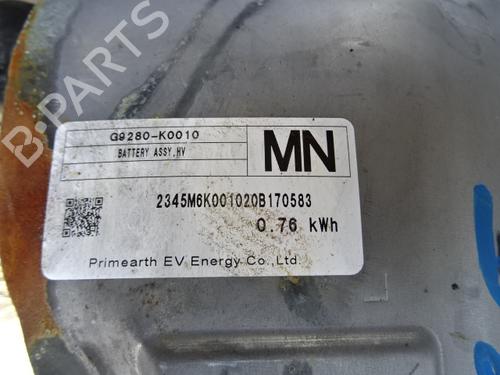 G9280-K0010
BATTERY ASSY,HV
MN
2345M6K001020B170583
0.76 kWh
Primearth EV Energy Co.,Ltd.
B-PARTS